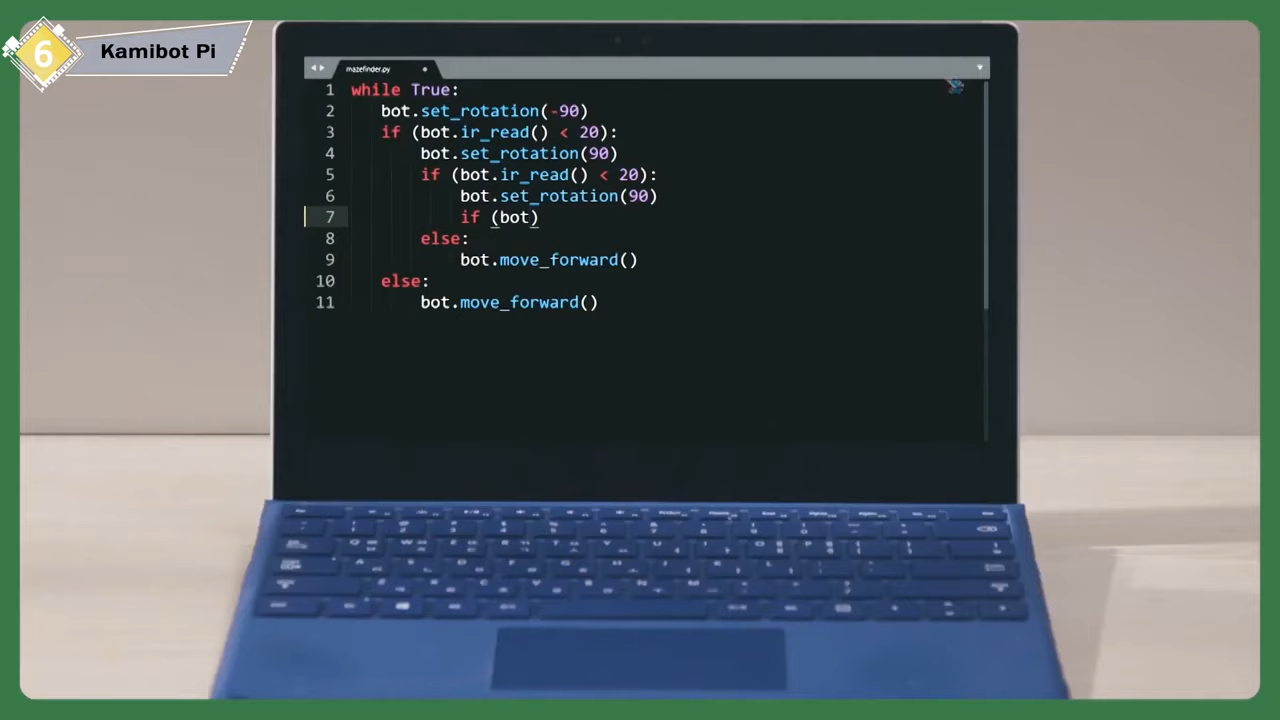 6
Kamibot Pi
mazefinder.py
1 while True:
2     bot.set_rotation(-90)
3     if (bot.ir_read() < 20):
4         bot.set_rotation(90)
5         if (bot.ir_read() < 20):
6             bot.set_rotation(90)
7             if (bot)
8         else:
9             bot.move_forward()
10     else:
11         bot.move_forward()